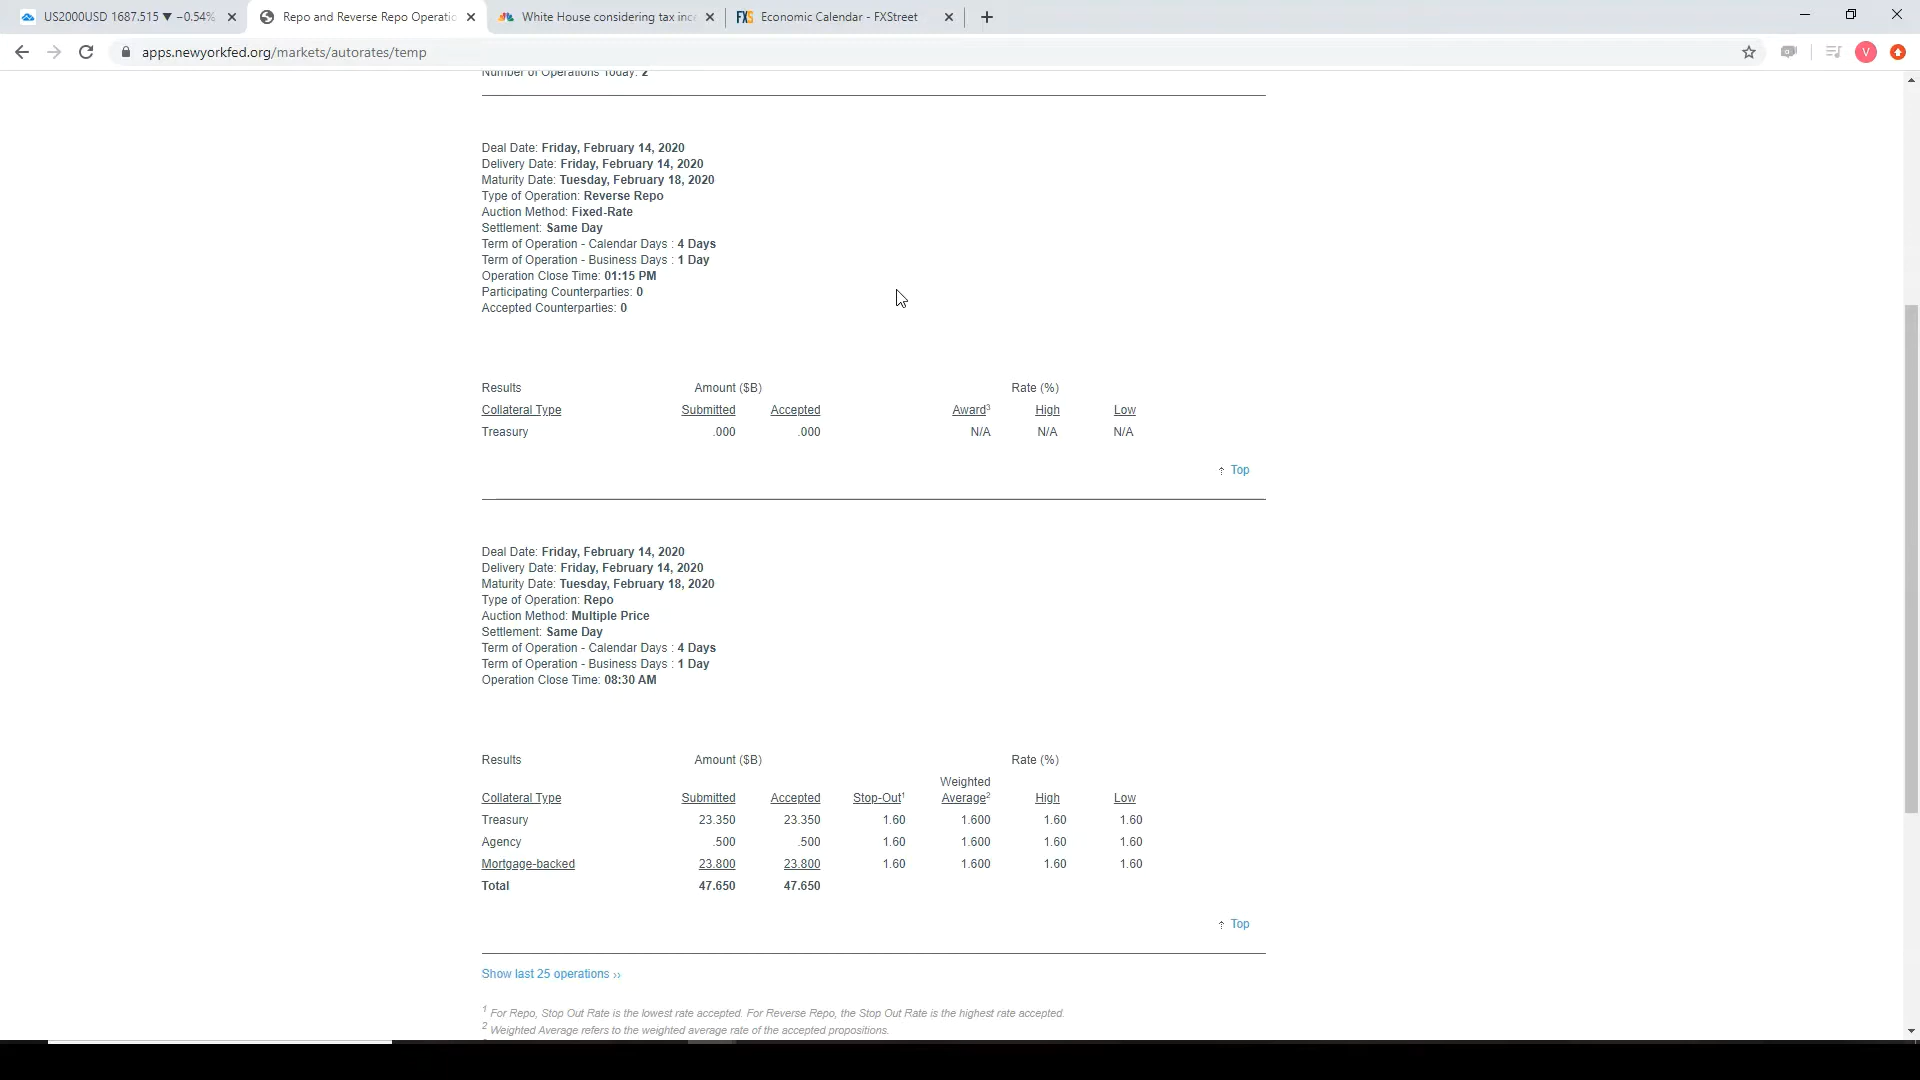 US2000USD 1687.515 ▼ −0.54%
Repo and Reverse Repo Operatio
White House considering tax ince
FXS Economic Calendar - FXStreet
apps.newyorkfed.org/markets/autorates/temp
V
Number of Operations Today: 2
Deal Date: Friday, February 14, 2020
Delivery Date: Friday, February 14, 2020
Maturity Date: Tuesday, February 18, 2020
Type of Operation: Reverse Repo
Auction Method: Fixed-Rate
Settlement: Same Day
Term of Operation - Calendar Days : 4 Days
Term of Operation - Business Days : 1 Day
Operation Close Time: 01:15 PM
Participating Counterparties: 0
Accepted Counterparties: 0
Results Amount ($B) Rate (%)
Collateral Type Submitted Accepted Award3 High Low
Treasury .000 .000 N/A N/A N/A
↑ Top
Deal Date: Friday, February 14, 2020
Delivery Date: Friday, February 14, 2020
Maturity Date: Tuesday, February 18, 2020
Type of Operation: Repo
Auction Method: Multiple Price
Settlement: Same Day
Term of Operation - Calendar Days : 4 Days
Term of Operation - Business Days : 1 Day
Operation Close Time: 08:30 AM
Results Amount ($B) Rate (%)
Weighted
Collateral Type Submitted Accepted Stop-Out1 Average2 High Low
Treasury 23.350 23.350 1.60 1.600 1.60 1.60
Agency .500 .500 1.60 1.600 1.60 1.60
Mortgage-backed 23.800 23.800 1.60 1.600 1.60 1.60
Total 47.650 47.650
↑ Top
Show last 25 operations ››
1 For Repo, Stop Out Rate is the lowest rate accepted. For Reverse Repo, the Stop Out Rate is the highest rate accepted.
2 Weighted Average refers to the weighted average rate of the accepted propositions.